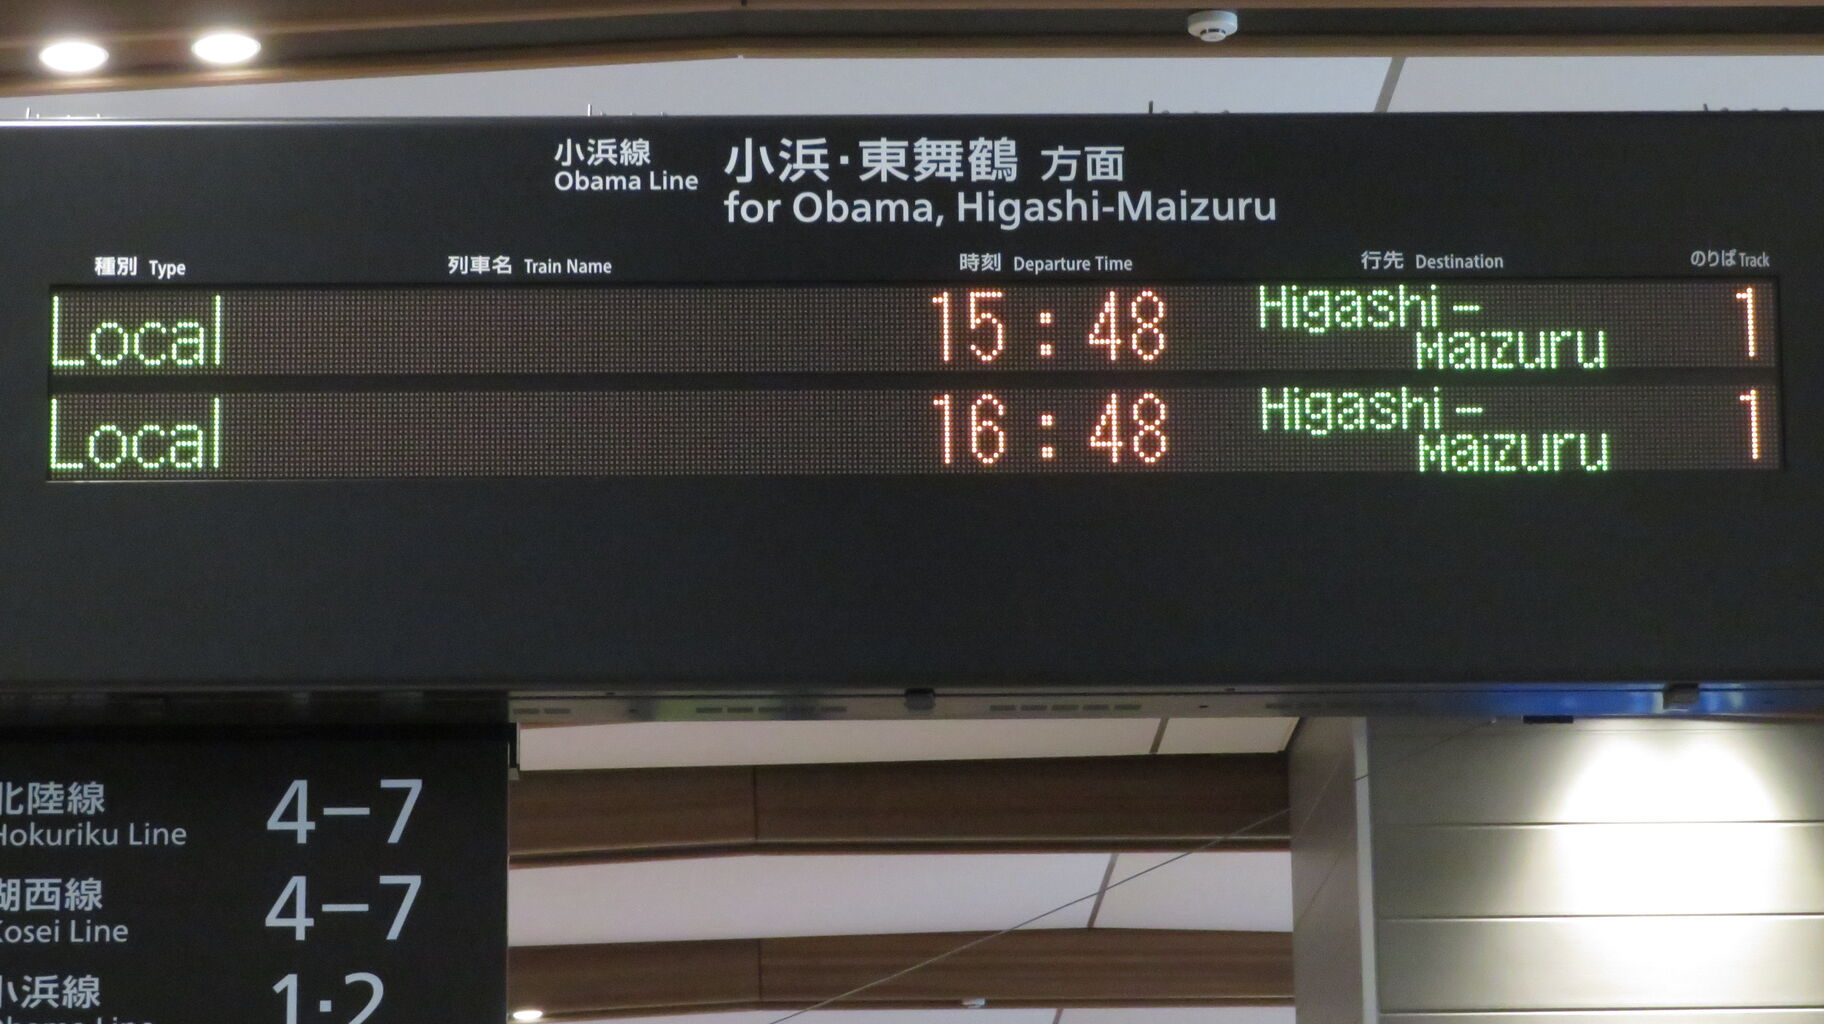 小浜線 小浜・東舞鶴 方面
Obama Line for Obama, Higashi-Maizuru
種別 Type 列車名 Train Name 時刻 Departure Time 行先 Destination のりば Track
Local 15:48 Higashi-
Maizuru 1
Local 16:48 Higashi-
Maizuru 1
北陸線 4-7
Hokuriku Line
湖西線 4-7
Kosei Line
小浜線 1·2